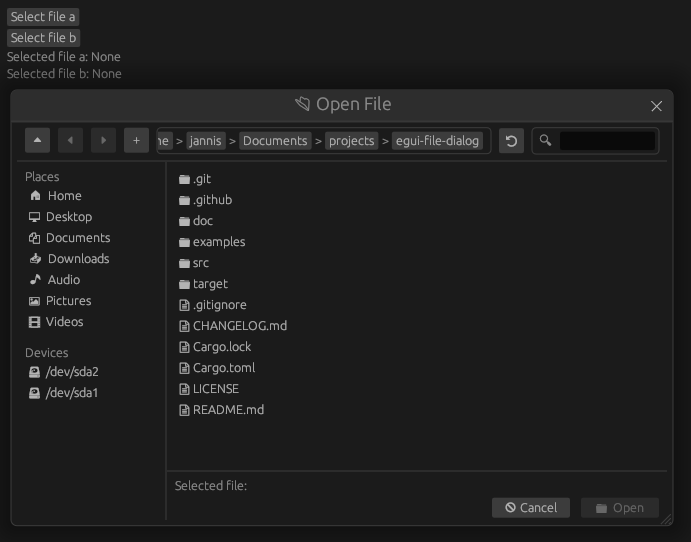 Select file a
Select file b
Selected file a: None
Selected file b: None
Open File
me > jannis > Documents > projects > egui-file-dialog
Places
Home
Desktop
Documents
Downloads
Audio
Pictures
Videos
Devices
/dev/sda2
/dev/sda1
.git
.github
doc
examples
src
target
.gitignore
CHANGELOG.md
Cargo.lock
Cargo.toml
LICENSE
README.md
Selected file:
Cancel
Open